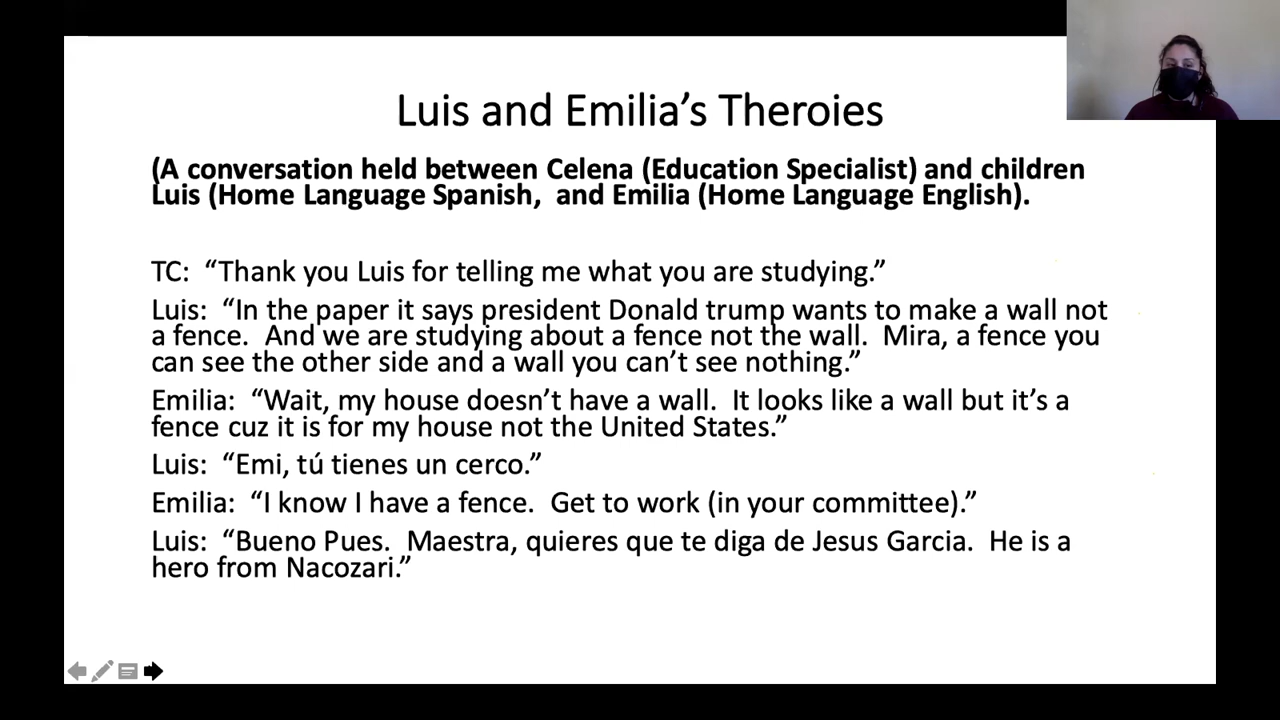 Luis and Emilia’s Theroies
(A conversation held between Celena (Education Specialist) and children
Luis (Home Language Spanish,  and Emilia (Home Language English).
TC:  “Thank you Luis for telling me what you are studying.”
Luis:  “In the paper it says president Donald trump wants to make a wall not
a fence.  And we are studying about a fence not the wall.  Mira, a fence you
can see the other side and a wall you can’t see nothing.”
Emilia:  “Wait, my house doesn’t have a wall.  It looks like a wall but it’s a
fence cuz it is for my house not the United States.”
Luis:  “Emi, tú tienes un cerco.”
Emilia:  “I know I have a fence.  Get to work (in your committee).”
Luis:  “Bueno Pues.  Maestra, quieres que te diga de Jesus Garcia.  He is a
hero from Nacozari.”